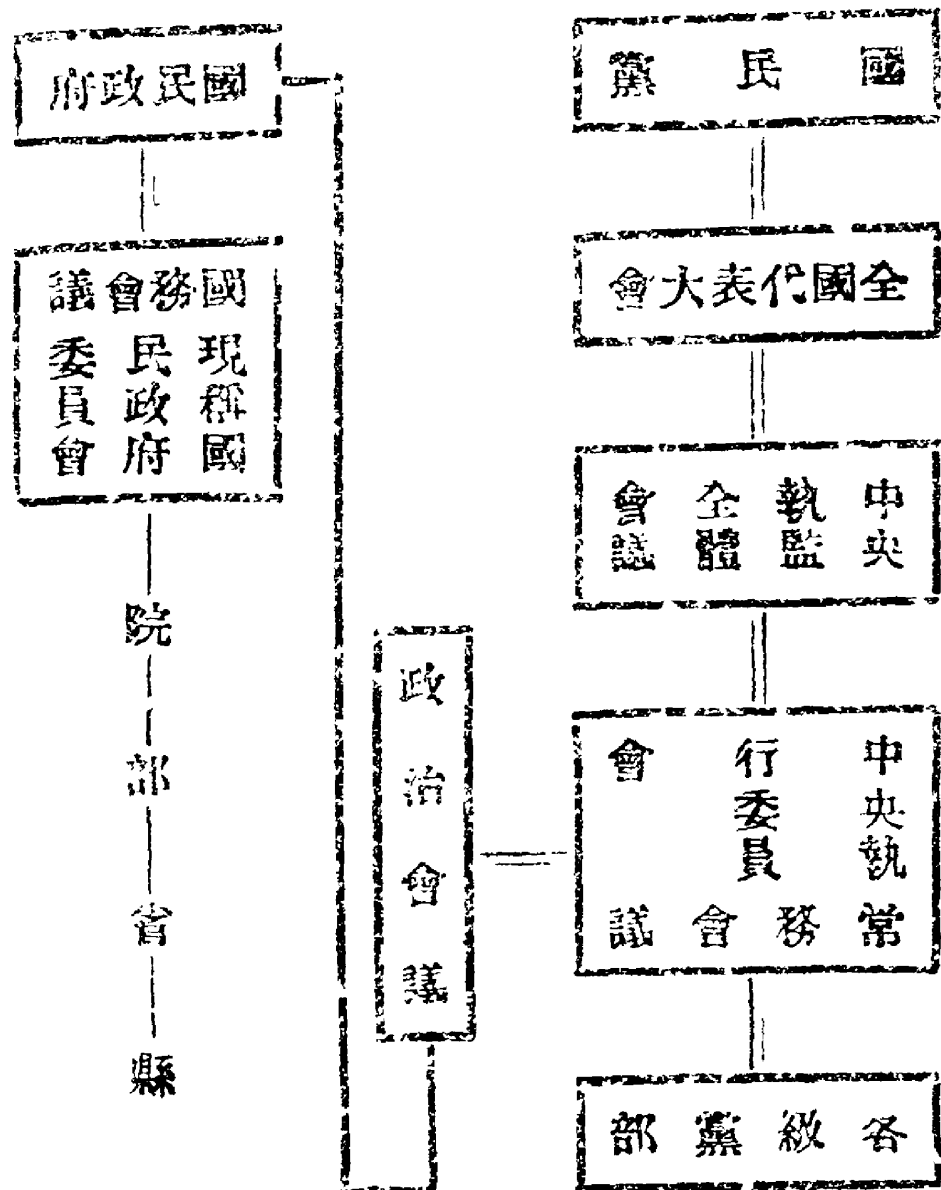 國民黨
全國代表大會
中央
執監
全體
會議
中央執
行委員
會
常務會議
各級黨部
政治會議
國民政府
國務會議
現稱國
民政府
委員會
院
部
省
縣